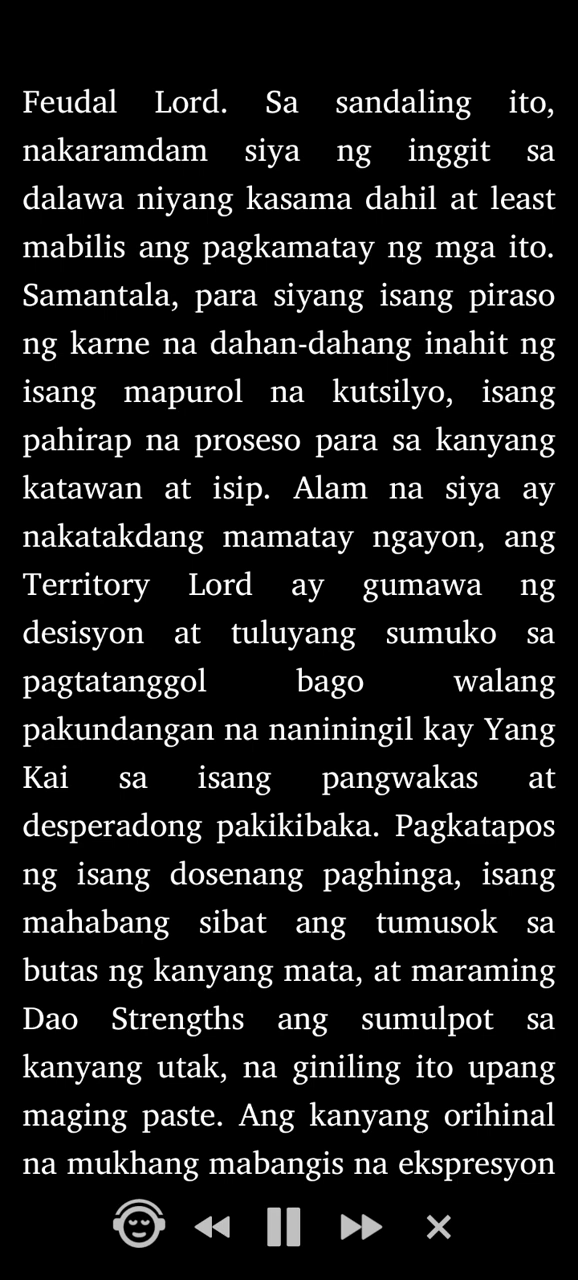 Feudal Lord. Sa sandaling ito,
nakaramdam siya ng inggit sa
dalawa niyang kasama dahil at least
mabilis ang pagkamatay ng mga ito.
Samantala, para siyang isang piraso
ng karne na dahan-dahang inahit ng
isang mapurol na kutsilyo, isang
pahirap na proseso para sa kanyang
katawan at isip. Alam na siya ay
nakatakdang mamatay ngayon, ang
Territory Lord ay gumawa ng
desisyon at tuluyang sumuko sa
pagtatanggol bago walang
pakundangan na naniningil kay Yang
Kai sa isang pangwakas at
desperadong pakikibaka. Pagkatapos
ng isang dosenang paghinga, isang
mahabang sibat ang tumusok sa
butas ng kanyang mata, at maraming
Dao Strengths ang sumulpot sa
kanyang utak, na giniling ito upang
maging paste. Ang kanyang orihinal
na mukhang mabangis na ekspresyon